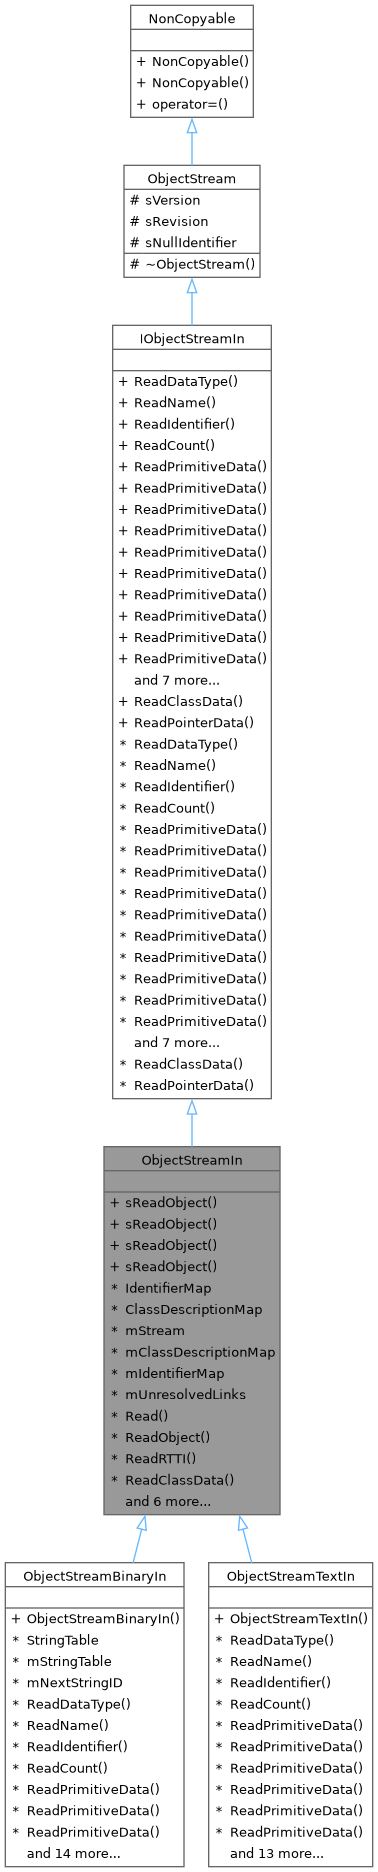 NonCopyable
+ NonCopyable()
+ NonCopyable()
+ operator=()
ObjectStream
# sVersion
# sRevision
# sNullIdentifier
# ~ObjectStream()
IObjectStreamIn
+ ReadDataType()
+ ReadName()
+ ReadIdentifier()
+ ReadCount()
+ ReadPrimitiveData()
+ ReadPrimitiveData()
+ ReadPrimitiveData()
+ ReadPrimitiveData()
+ ReadPrimitiveData()
+ ReadPrimitiveData()
+ ReadPrimitiveData()
+ ReadPrimitiveData()
+ ReadPrimitiveData()
+ ReadPrimitiveData()
and 7 more...
+ ReadClassData()
+ ReadPointerData()
* ReadDataType()
* ReadName()
* ReadIdentifier()
* ReadCount()
* ReadPrimitiveData()
* ReadPrimitiveData()
* ReadPrimitiveData()
* ReadPrimitiveData()
* ReadPrimitiveData()
* ReadPrimitiveData()
* ReadPrimitiveData()
* ReadPrimitiveData()
* ReadPrimitiveData()
* ReadPrimitiveData()
and 7 more...
* ReadClassData()
* ReadPointerData()
ObjectStreamIn
+ sReadObject()
+ sReadObject()
+ sReadObject()
+ sReadObject()
* IdentifierMap
* ClassDescriptionMap
* mStream
* mClassDescriptionMap
* mIdentifierMap
* mUnresolvedLinks
* Read()
* ReadObject()
* ReadRTTI()
* ReadClassData()
and 6 more...
ObjectStreamBinaryIn
+ ObjectStreamBinaryIn()
* StringTable
* mStringTable
* mNextStringID
* ReadDataType()
* ReadName()
* ReadIdentifier()
* ReadCount()
* ReadPrimitiveData()
* ReadPrimitiveData()
* ReadPrimitiveData()
and 14 more...
ObjectStreamTextIn
+ ObjectStreamTextIn()
* ReadDataType()
* ReadName()
* ReadIdentifier()
* ReadCount()
* ReadPrimitiveData()
* ReadPrimitiveData()
* ReadPrimitiveData()
* ReadPrimitiveData()
* ReadPrimitiveData()
* ReadPrimitiveData()
and 13 more...